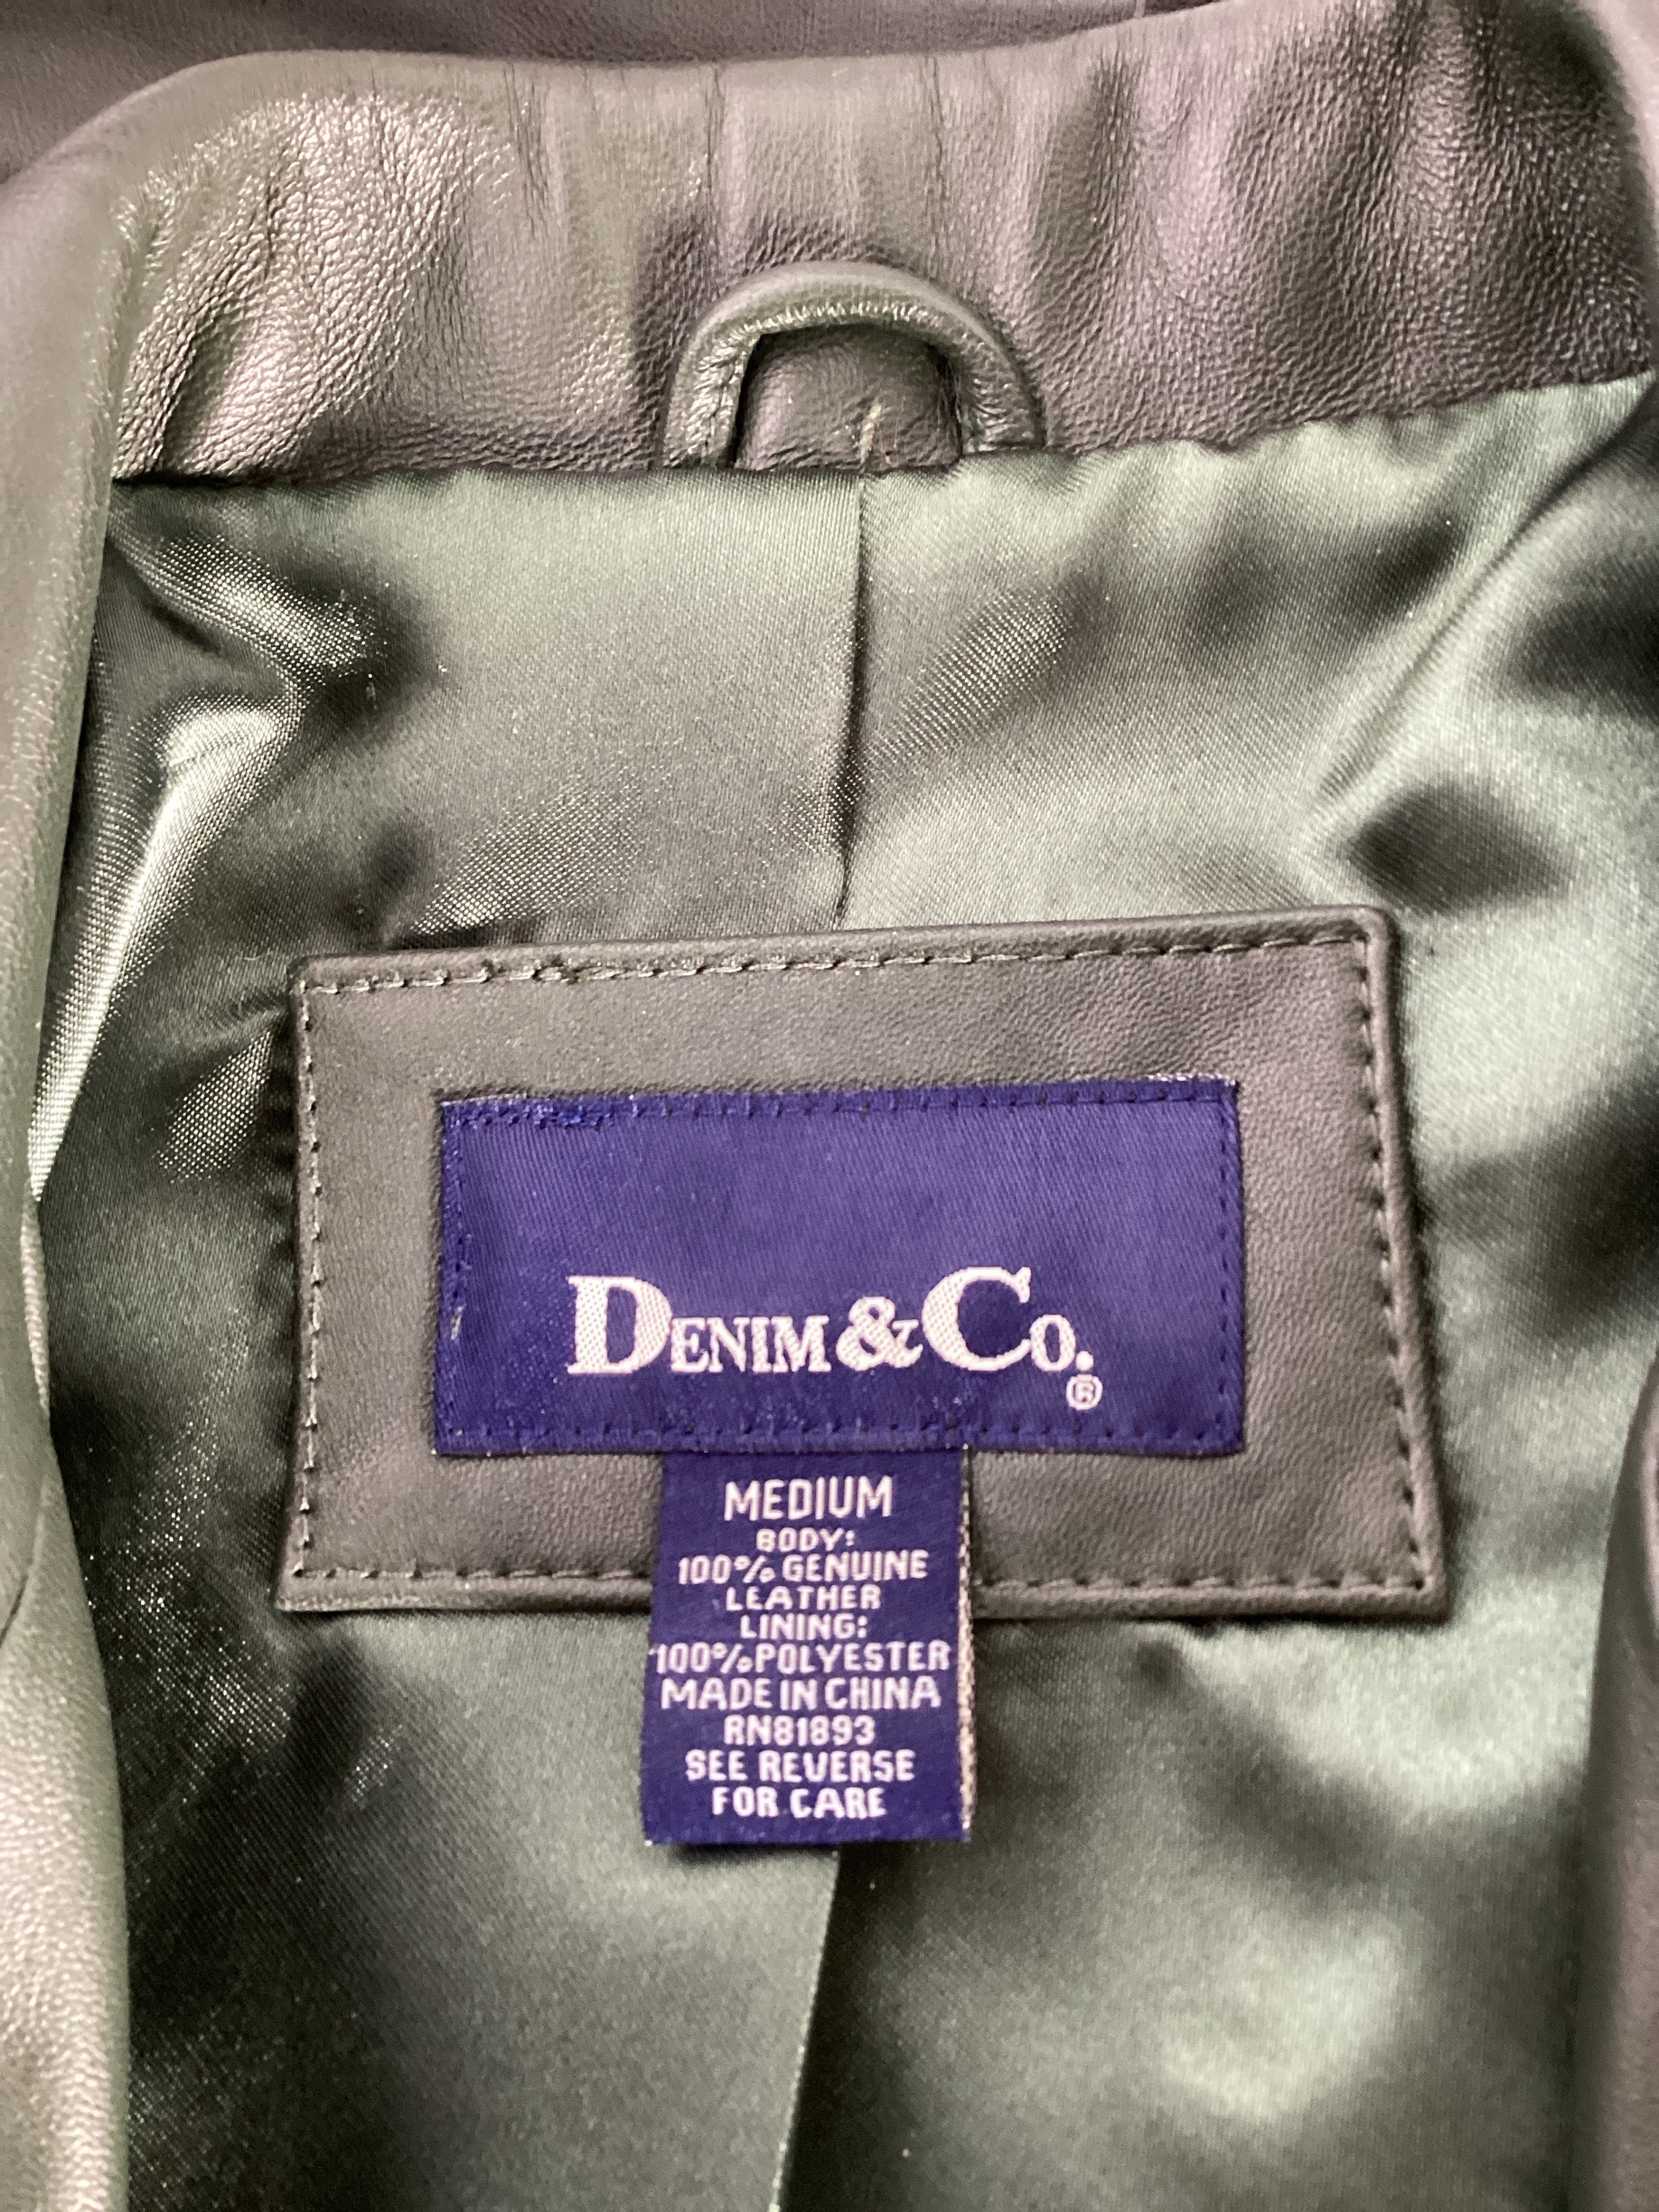 DENIM & CO.®
MEDIUM
BODY:
100% GENUINE
LEATHER
LINING:
100% POLYESTER
MADE IN CHINA
RN81893
SEE REVERSE
FOR CARE